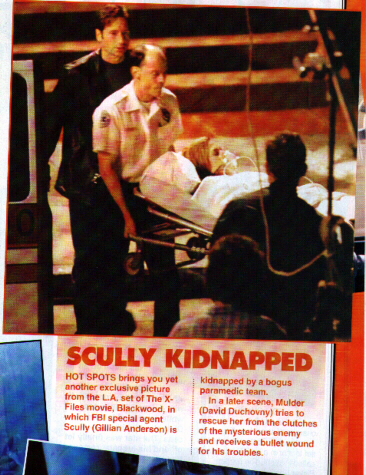 SCULLY KIDNAPPED
HOT SPOTS brings you yet
another exclusive picture
from the L.A. set of The X-
Files movie, Blackwood, in
which FBI special agent
Scully (Gillian Anderson) is
kidnapped by a bogus
paramedic team.
In a later scene, Mulder
(David Duchovny) tries to
rescue her from the clutches
of the mysterious enemy
and receives a bullet wound
for his troubles.